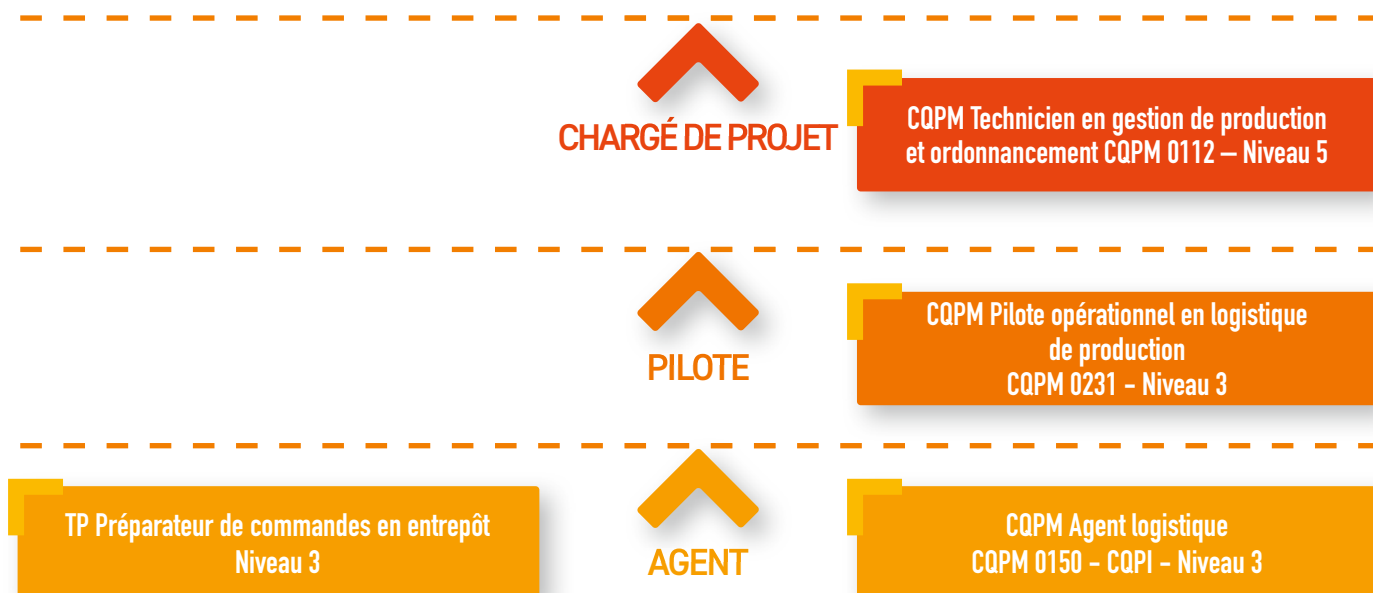 CHARGÉ DE PROJET
CQPM Technicien en gestion de production
et ordonnancement CQPM 0112 – Niveau 5
PILOTE
CQPM Pilote opérationnel en logistique
de production
CQPM 0231 - Niveau 3
TP Préparateur de commandes en entrepôt
Niveau 3
AGENT
CQPM Agent logistique
CQPM 0150 - CQPI - Niveau 3